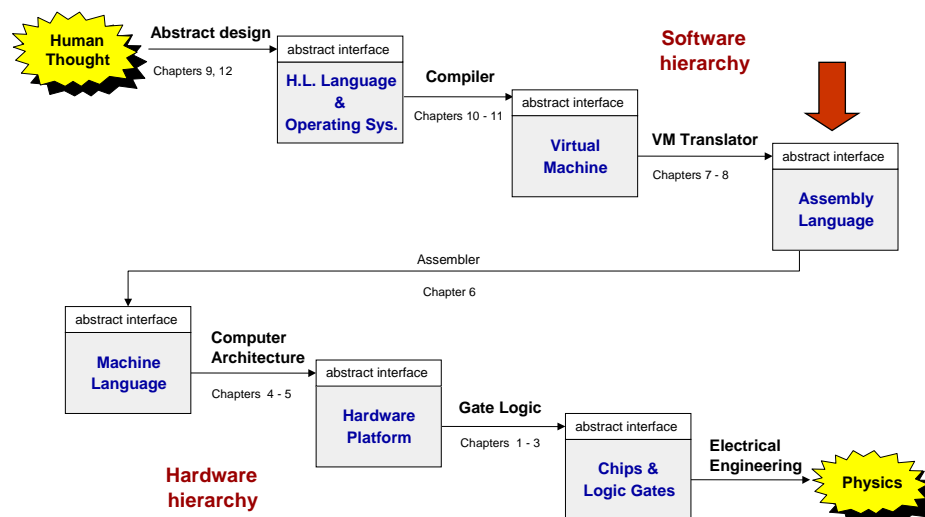 Human
Thought
Abstract design
Chapters 9, 12
abstract interface
H.L. Language
&
Operating Sys.
Compiler
Chapters 10 - 11
abstract interface
Virtual
Machine
Software
hierarchy
VM Translator
Chapters 7 - 8
abstract interface
Assembly
Language
Assembler
Chapter 6
abstract interface
Machine
Language
Computer
Architecture
Chapters 4 - 5
abstract interface
Hardware
Platform
Gate Logic
Chapters 1 - 3
abstract interface
Chips &
Logic Gates
Electrical
Engineering
Physics
Hardware
hierarchy